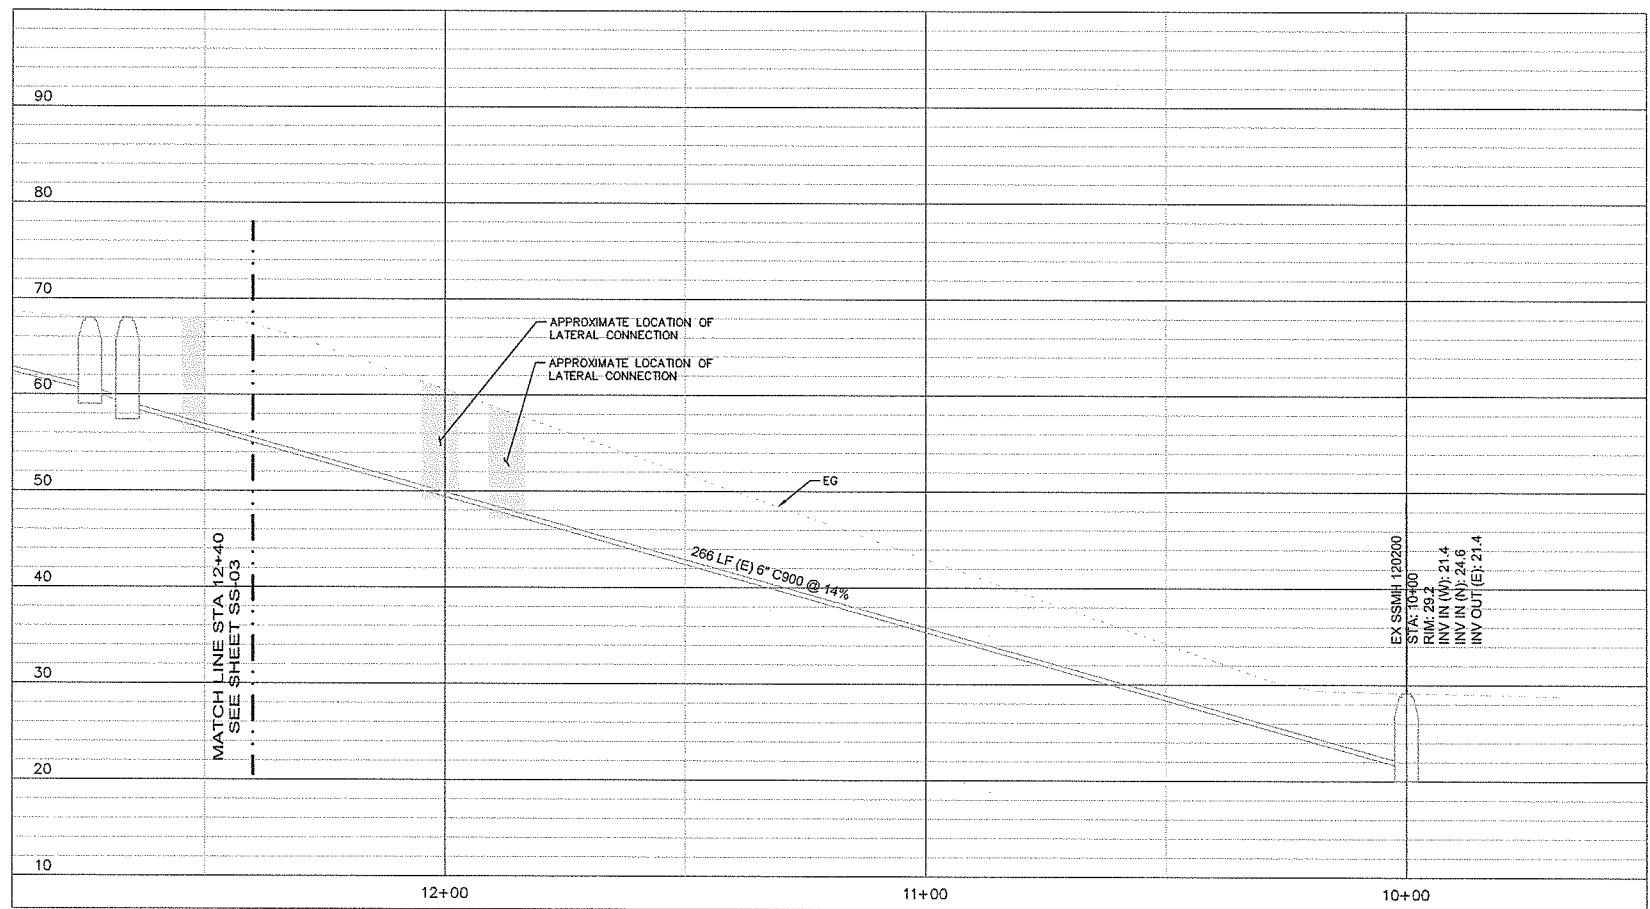 90
80
70
60
50
40
30
20
10
APPROXIMATE LOCATION OF
LATERAL CONNECTION
APPROXIMATE LOCATION OF
LATERAL CONNECTION
EG
266 LF (E) 6" C900 @ 14%
MATCH LINE STA 12+40
SEE SHEET SS-03
EX SSMH 120200
STA: 10+00
RIM: 29.2
INV IN (W): 21.4
INV IN (N): 24.6
INV OUT (E): 21.4
12+00
11+00
10+00